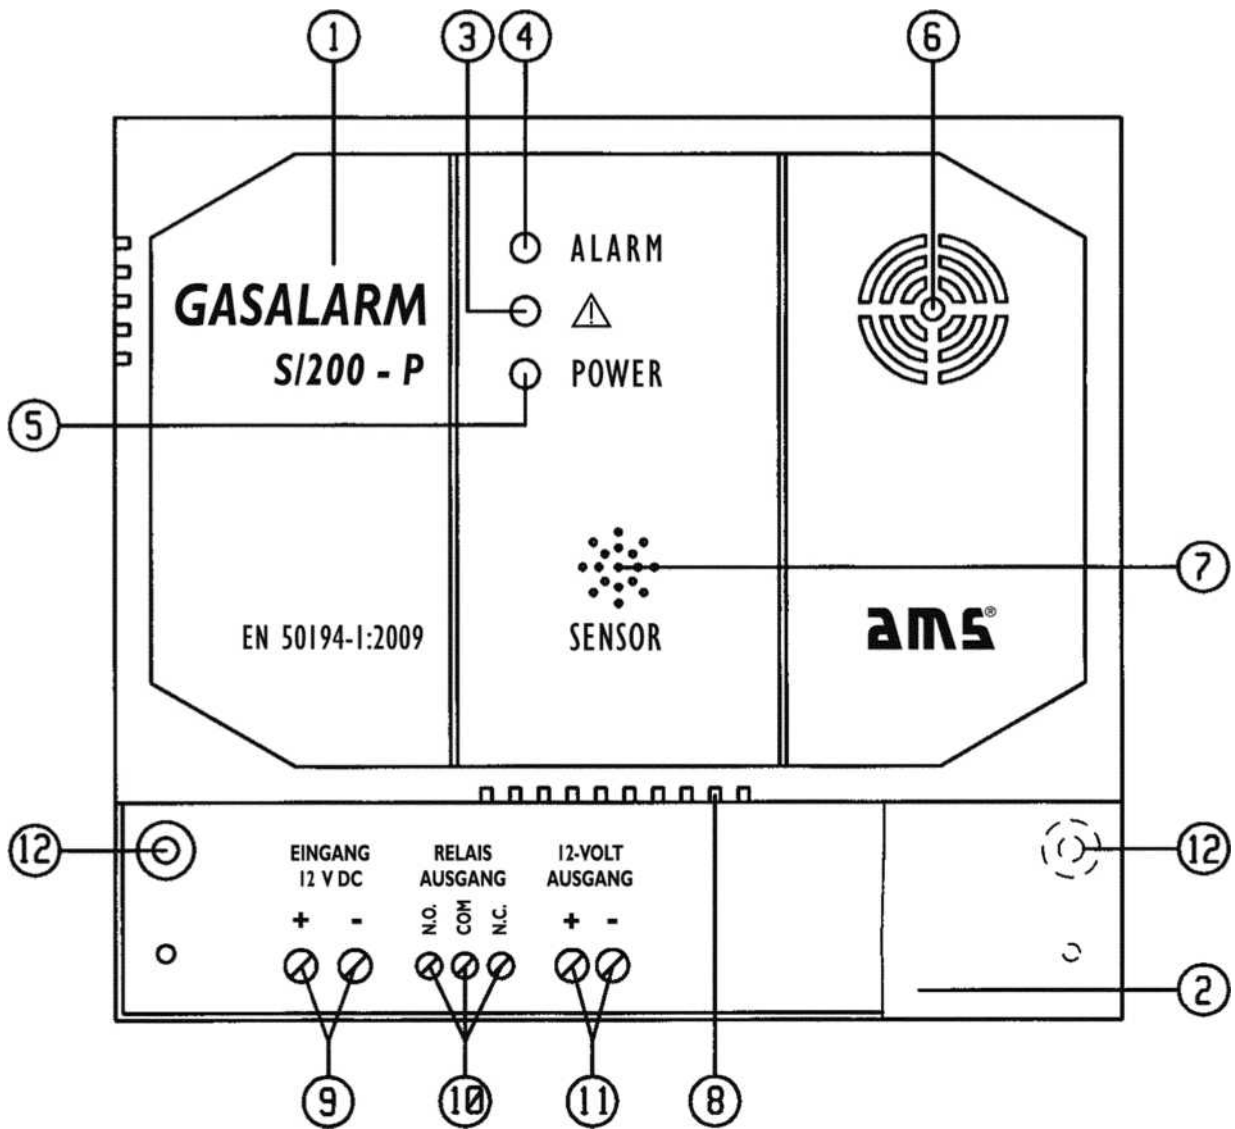 1
3
4
6
ALARM
GASALARM
S/200 - P
POWER
5
7
EN 50194-1:2009
SENSOR
ams®
12
EINGANG
12 V DC
+ -
RELAIS
AUSGANG
N.O. COM N.C.
12-VOLT
AUSGANG
+ -
12
2
9
10
11
8